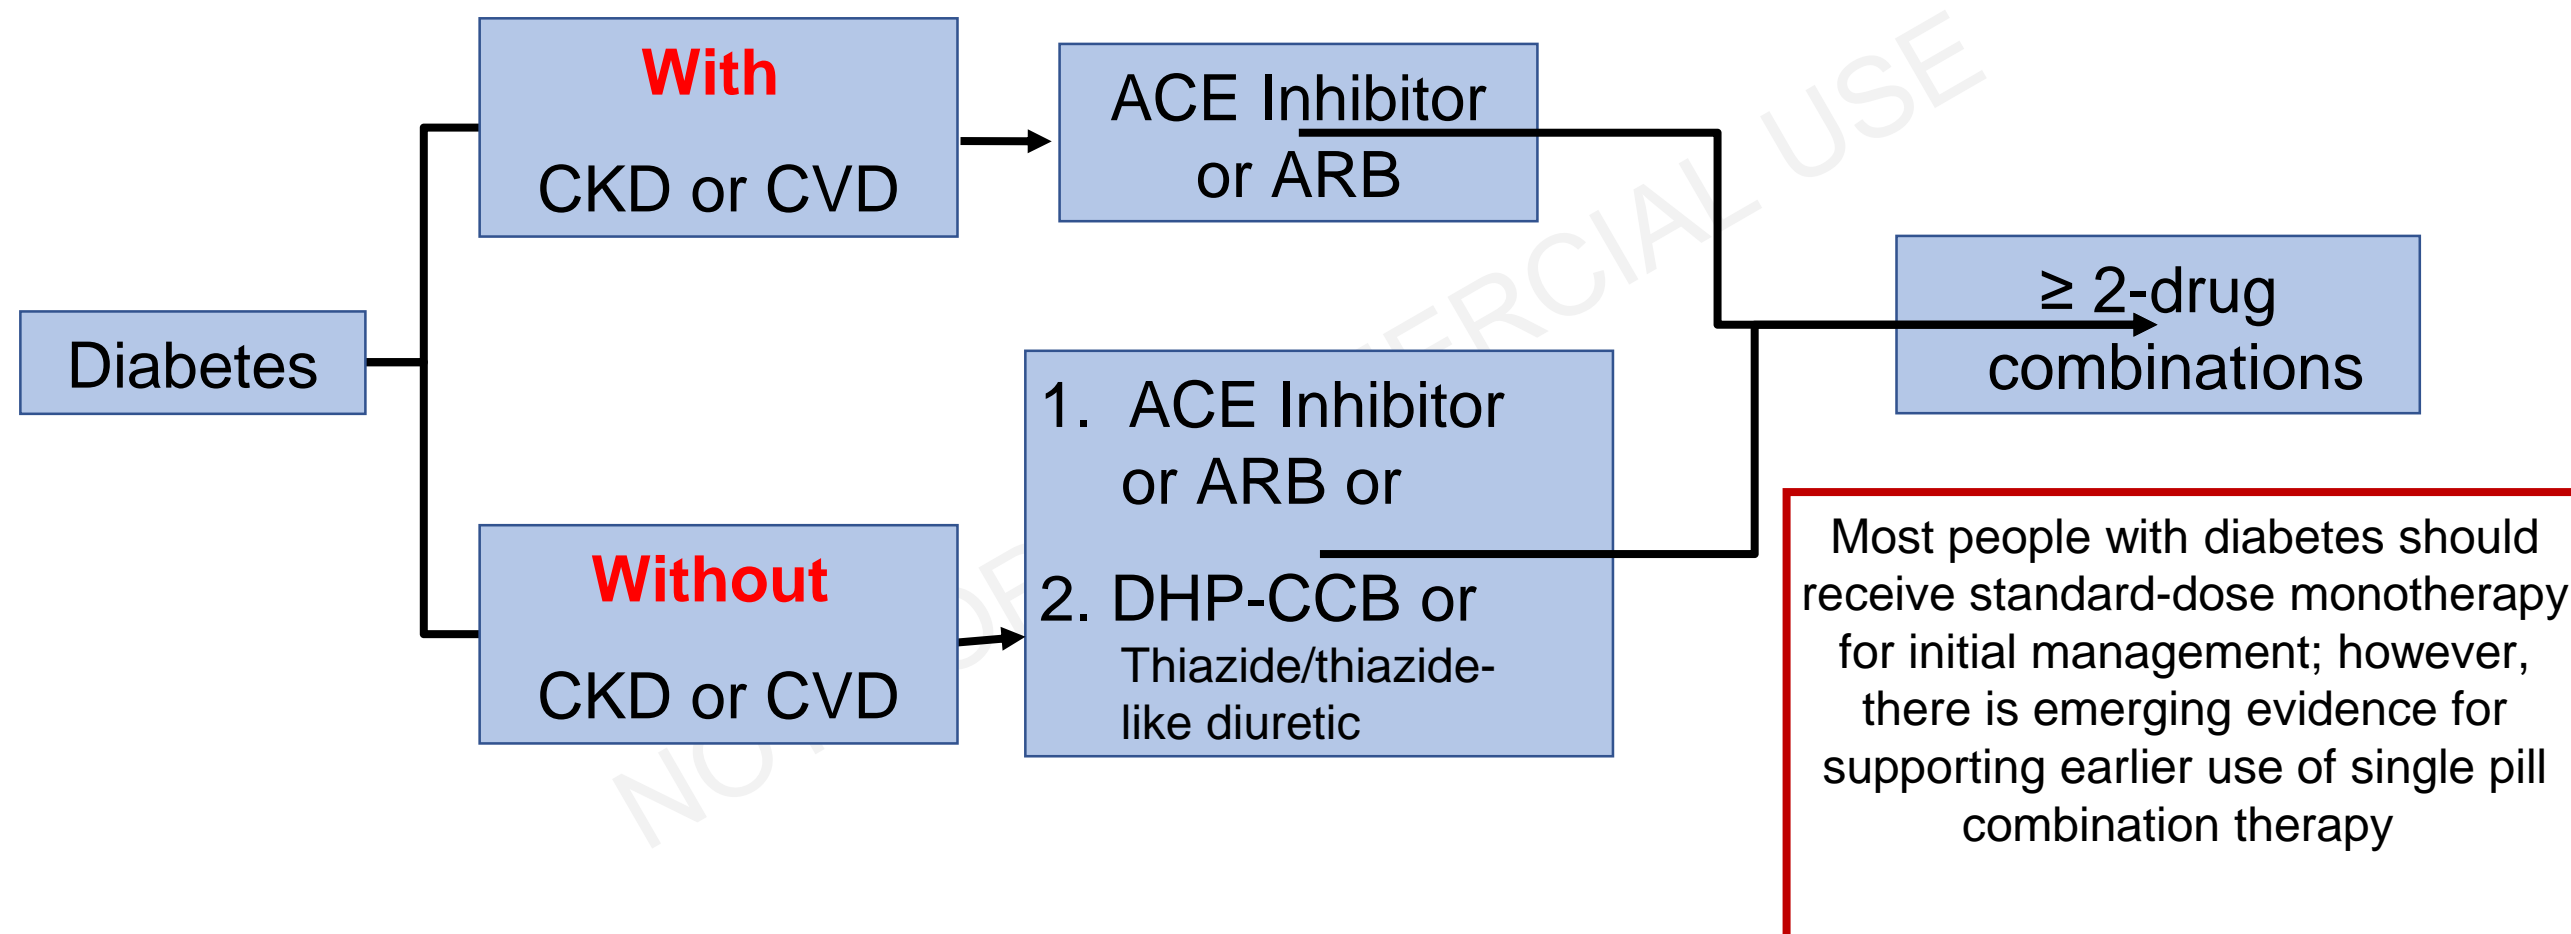 Diabetes
With
CKD or CVD
ACE Inhibitor
or ARB
Without
CKD or CVD
1. ACE Inhibitor
or ARB or
2. DHP-CCB or
Thiazide/thiazide-
like diuretic
≥ 2-drug
combinations
Most people with diabetes should
receive standard-dose monotherapy
for initial management; however,
there is emerging evidence for
supporting earlier use of single pill
combination therapy